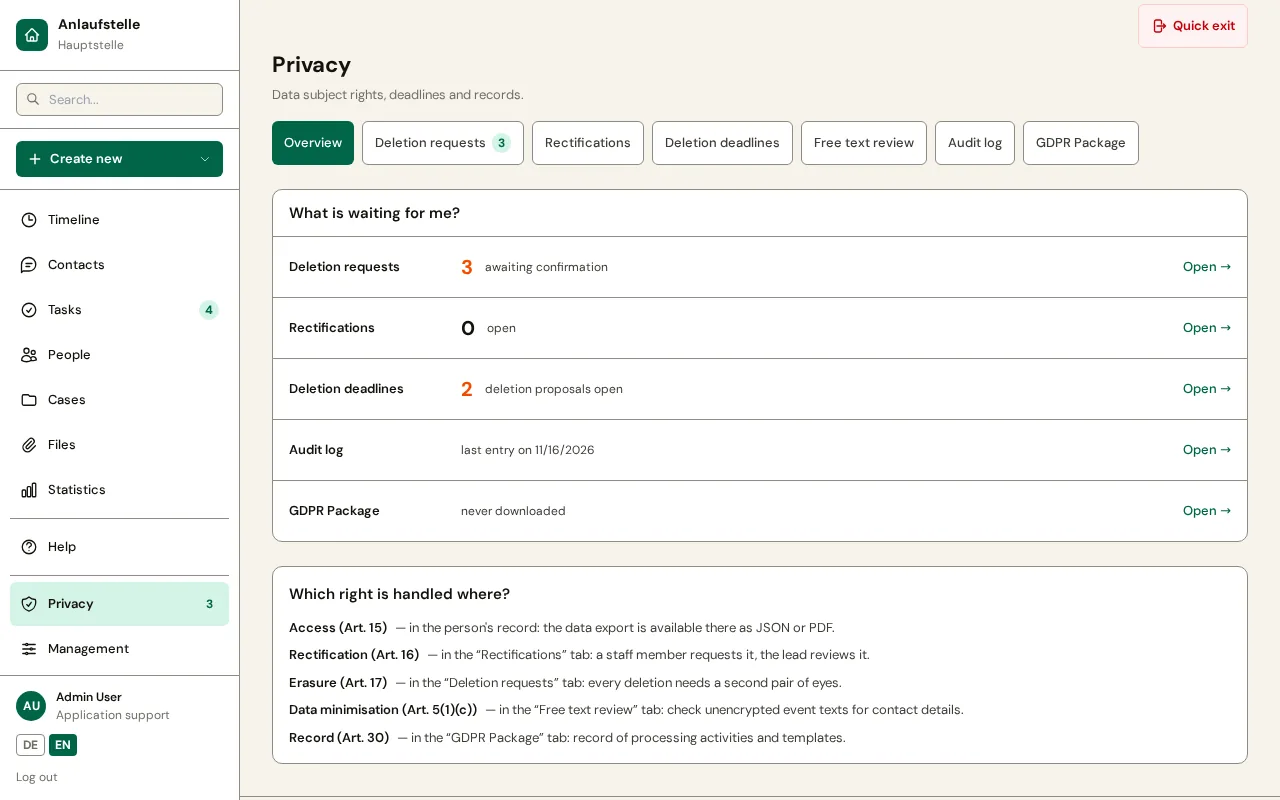 Anlaufstelle
Hauptstelle
Search...
Create new
Timeline
Contacts
Tasks 4
People
Cases
Files
Statistics
Help
Privacy 3
Management
AU Admin User
Application support
DE EN
Log out
Quick exit
Privacy
Data subject rights, deadlines and records.
Overview Deletion requests 3 Rectifications Deletion deadlines Free text review Audit log GDPR Package
What is waiting for me?
Deletion requests 3 awaiting confirmation Open →
Rectifications 0 open Open →
Deletion deadlines 2 deletion proposals open Open →
Audit log last entry on 11/16/2026 Open →
GDPR Package never downloaded Open →
Which right is handled where?
Access (Art. 15) — in the person's record: the data export is available there as JSON or PDF.
Rectification (Art. 16) — in the “Rectifications” tab: a staff member requests it, the lead reviews it.
Erasure (Art. 17) — in the “Deletion requests” tab: every deletion needs a second pair of eyes.
Data minimisation (Art. 5(1)(c)) — in the “Free text review” tab: check unencrypted event texts for contact details.
Record (Art. 30) — in the “GDPR Package” tab: record of processing activities and templates.